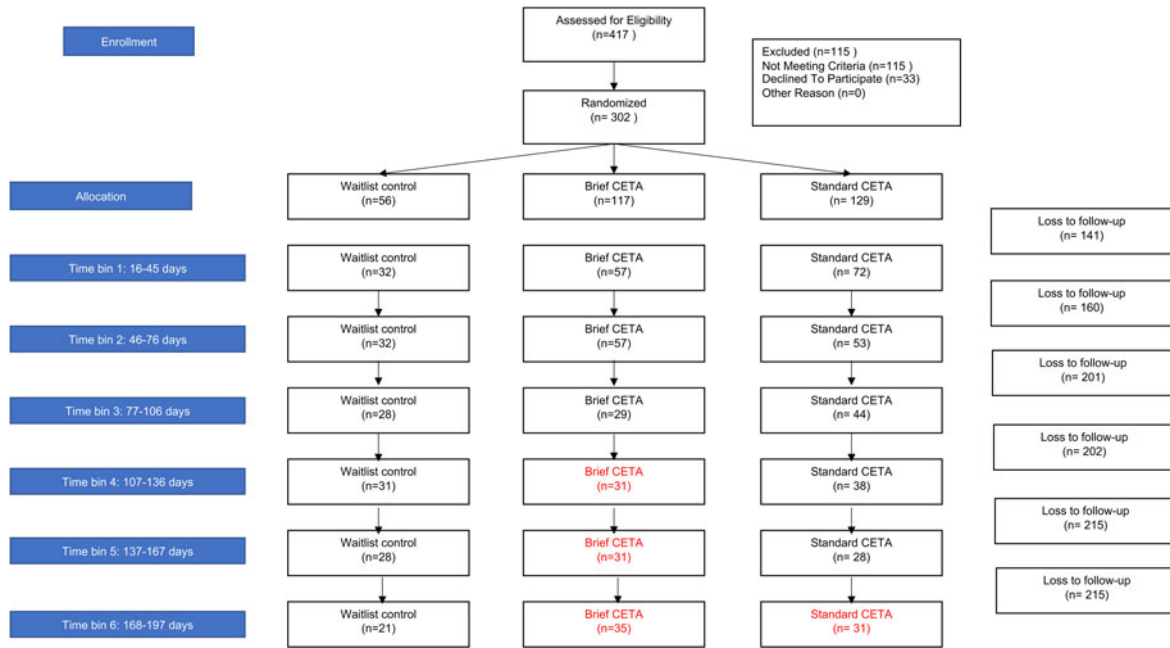 Enrollment
Assessed for Eligibility
(n=417 )
Excluded (n=115 )
Not Meeting Criteria (n=115 )
Declined To Participate (n=33)
Other Reason (n=0)
Randomized
(n= 302 )
Allocation
Waitlist control
(n=56)
Brief CETA
(n=117)
Standard CETA
(n= 129)
Loss to follow-up
(n= 141)
Time bin 1: 16-45 days
Waitlist control
(n=32)
Brief CETA
(n=57)
Standard CETA
(n= 72)
Loss to follow-up
(n= 160)
Time bin 2: 46-76 days
Waitlist control
(n=32)
Brief CETA
(n=57)
Standard CETA
(n= 53)
Loss to follow-up
(n= 201)
Time bin 3: 77-106 days
Waitlist control
(n=28)
Brief CETA
(n=29)
Standard CETA
(n= 44)
Loss to follow-up
(n= 202)
Time bin 4: 107-136 days
Waitlist control
(n=31)
Brief CETA
(n=31)
Standard CETA
(n= 38)
Loss to follow-up
(n= 215)
Time bin 5: 137-167 days
Waitlist control
(n=28)
Brief CETA
(n=31)
Standard CETA
(n= 28)
Loss to follow-up
(n= 215)
Time bin 6: 168-197 days
Waitlist control
(n=21)
Brief CETA
(n=35)
Standard CETA
(n= 31)